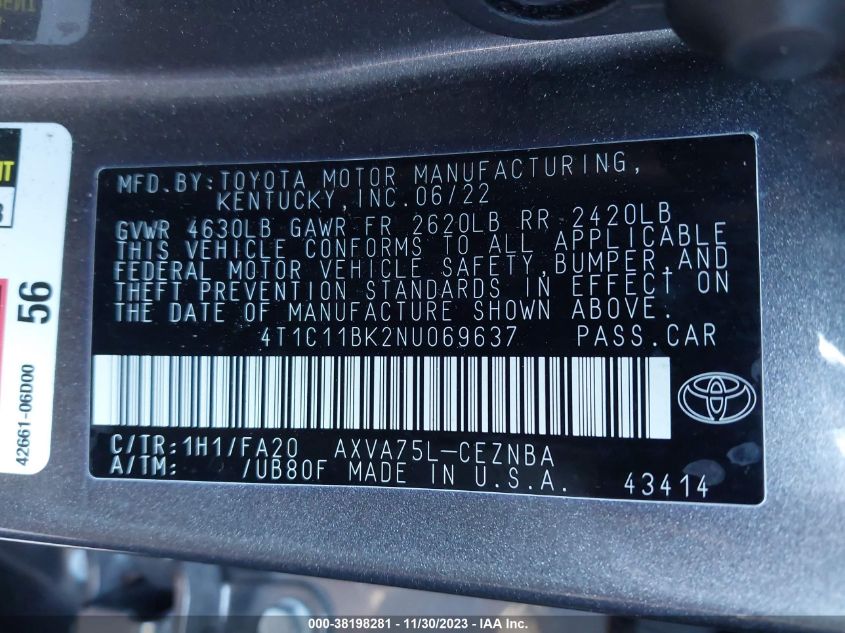 MFD. BY: TOYOTA MOTOR MANUFACTURING,
KENTUCKY, INC. 06/22
GVWR 4630LB GAWR FR 2620LB RR 2420LB
THIS VEHICLE CONFORMS TO ALL APPLICABLE
FEDERAL MOTOR VEHICLE SAFETY, BUMPER, AND
THEFT PREVENTION STANDARDS IN EFFECT ON
THE DATE OF MANUFACTURE SHOWN ABOVE.
4T1C11BK2NU069637 PASS.CAR
C/TR: 1H1/FA20 AXVA75L-CEZNBA
A/TM: /UB80F MADE IN U.S.A. 43414
56
42661-06D00
000-38198281 - 11/30/2023 - IAAI.COM